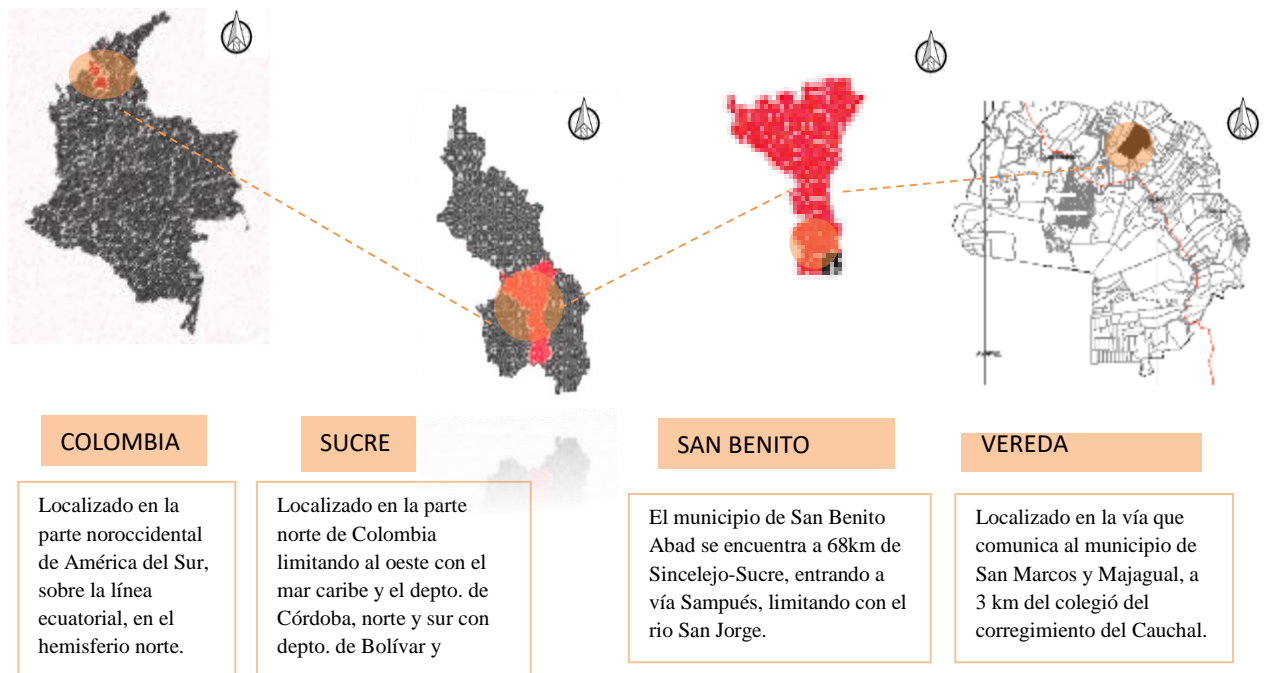 COLOMBIA
Localizado en la
parte noroccidental
de América del Sur,
sobre la línea
ecuatorial, en el
hemisferio norte.
SUCRE
Localizado en la parte
norte de Colombia
limitando al oeste con el
mar caribe y el depto. de
Córdoba, norte y sur con
depto. de Bolívar y
SAN BENITO
El municipio de San Benito
Abad se encuentra a 68km de
Sincelejo-Sucre, entrando a
vía Sampués, limitando con el
rio San Jorge.
VEREDA
Localizado en la vía que
comunica al municipio de
San Marcos y Majagual, a
3 km del colegió del
corregimiento del Cauchal.